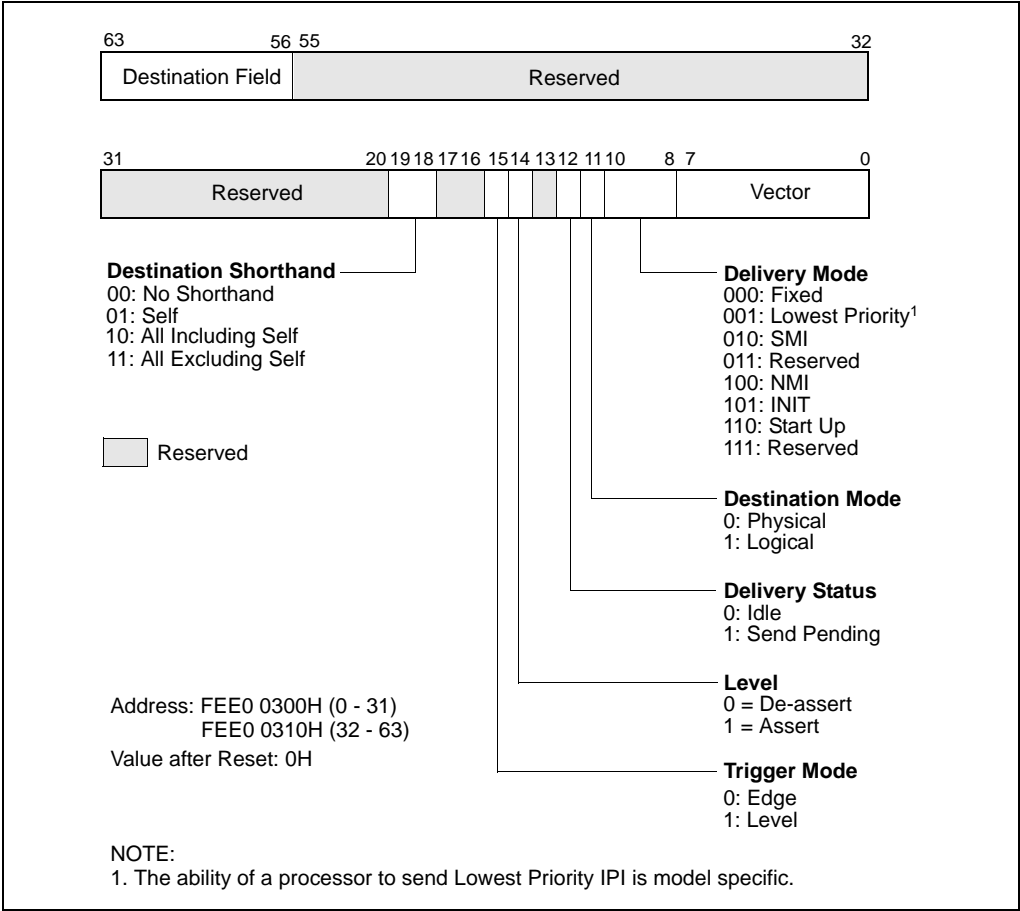 63 56 55 32
Destination Field Reserved
31 20 19 18 17 16 15 14 13 12 11 10 8 7 0
Reserved Vector
Destination Shorthand
00: No Shorthand
01: Self
10: All Including Self
11: All Excluding Self
Reserved
Delivery Mode
000: Fixed
001: Lowest Priority1
010: SMI
011: Reserved
100: NMI
101: INIT
110: Start Up
111: Reserved
Destination Mode
0: Physical
1: Logical
Delivery Status
0: Idle
1: Send Pending
Level
0 = De-assert
1 = Assert
Trigger Mode
0: Edge
1: Level
Address: FEE0 0300H (0 - 31)
FEE0 0310H (32 - 63)
Value after Reset: 0H
NOTE:
1. The ability of a processor to send Lowest Priority IPI is model specific.